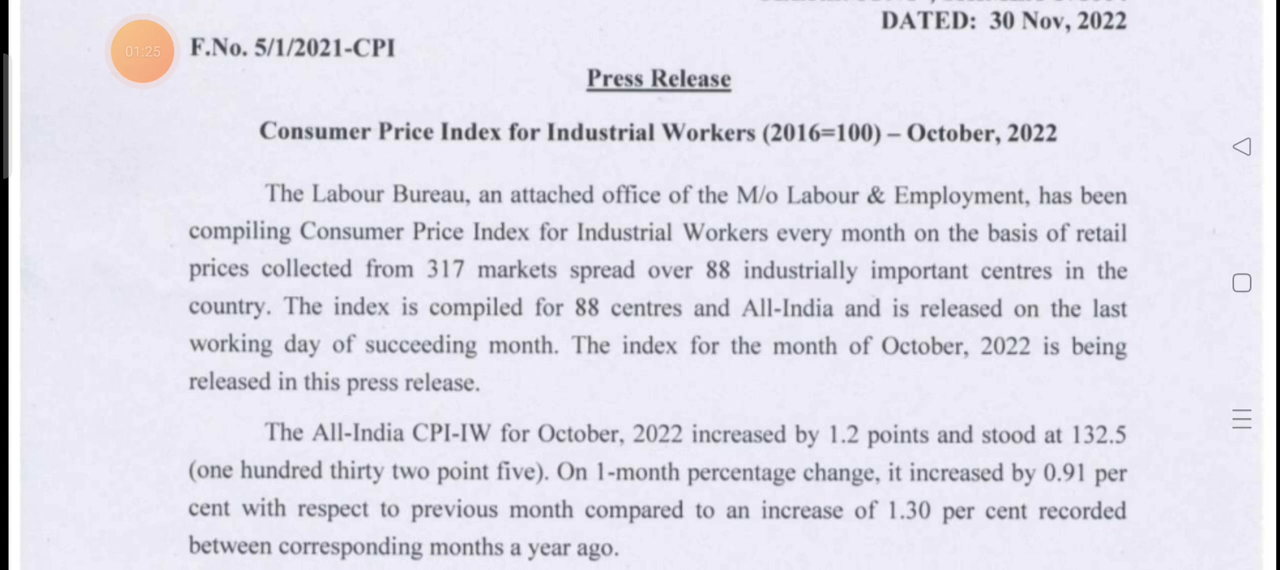 DATED: 30 Nov, 2022
01:25
F.No. 5/1/2021-CPI
Press Release
Consumer Price Index for Industrial Workers (2016=100) – October, 2022
The Labour Bureau, an attached office of the M/o Labour & Employment, has been
compiling Consumer Price Index for Industrial Workers every month on the basis of retail
prices collected from 317 markets spread over 88 industrially important centres in the
country. The index is compiled for 88 centres and All-India and is released on the last
working day of succeeding month. The index for the month of October, 2022 is being
released in this press release.
The All-India CPI-IW for October, 2022 increased by 1.2 points and stood at 132.5
(one hundred thirty two point five). On 1-month percentage change, it increased by 0.91 per
cent with respect to previous month compared to an increase of 1.30 per cent recorded
between corresponding months a year ago.